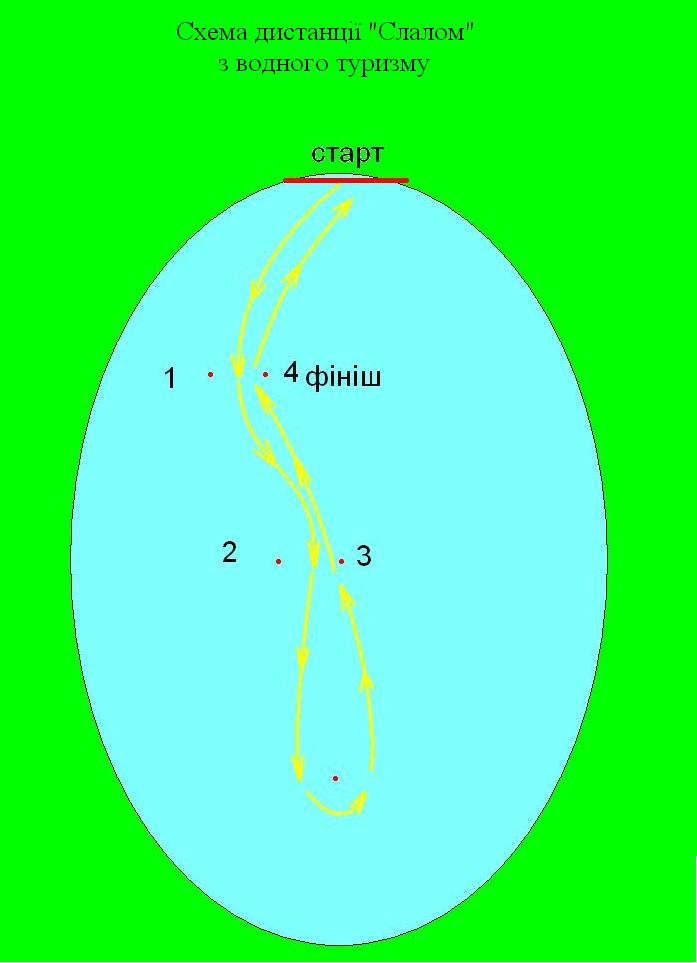 Схема дистанції "Слалом"
з водного туризму
старт
1
4 фініш
2
3